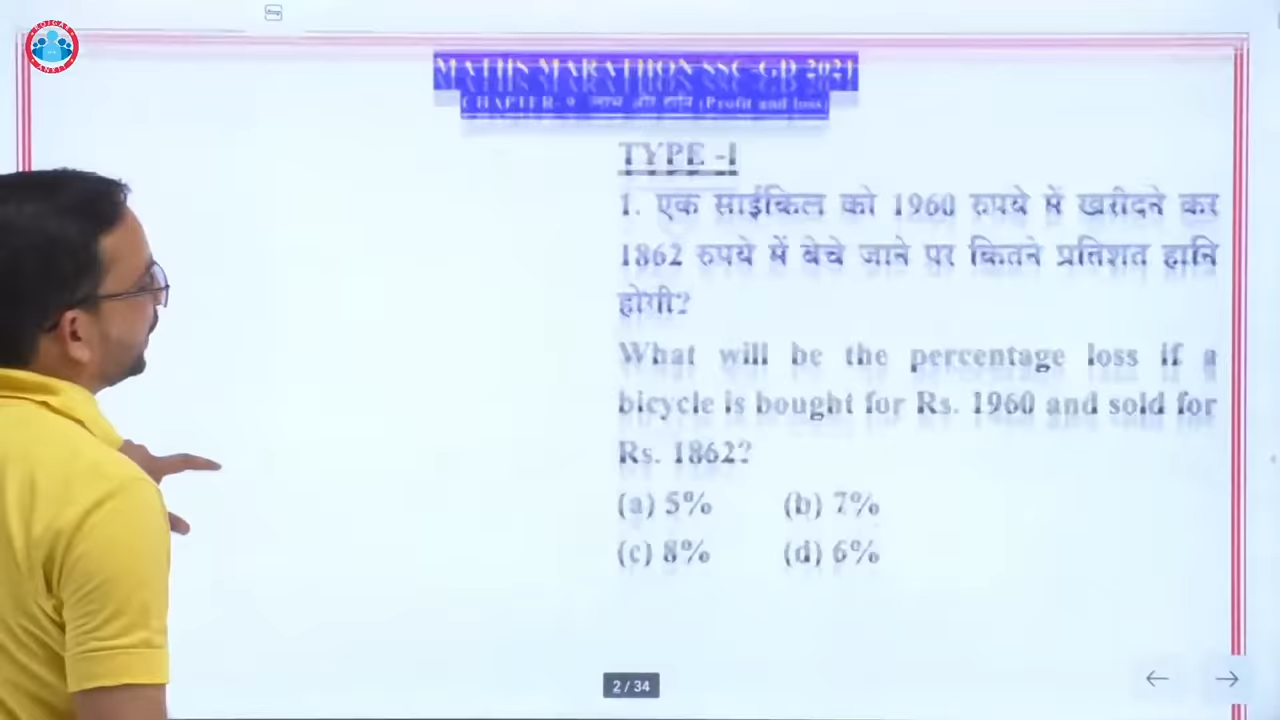 ROJGAR
ANKIT
MATHS MARATHON SSC-GD 2021
CHAPTER- 9 लाभ और हानि (Profit and loss)
TYPE -I
1. एक साईकिल को 1960 रुपये में खरीदने कर
1862 रुपये में बेचे जाने पर कितने प्रतिशत हानि
होगी?
What will be the percentage loss if a
bicycle is bought for Rs. 1960 and sold for
Rs. 1862?
(a) 5% (b) 7%
(c) 8% (d) 6%
2 / 34